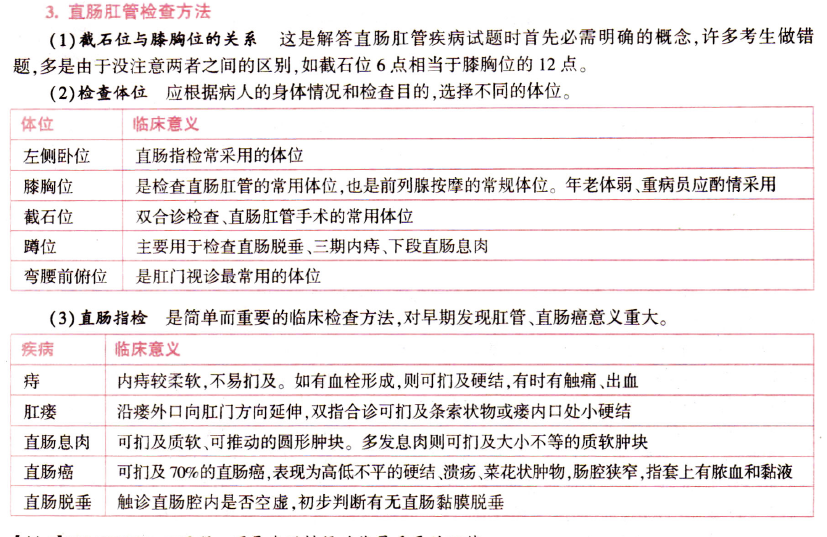 3. 直肠肛管检查方法
(1)截石位与膝胸位的关系 这是解答直肠肛管疾病试题时首先必需明确的概念,许多考生做错
题,多是由于没注意两者之间的区别,如截石位 6 点相当于膝胸位的 12 点。
(2)检查体位 应根据病人的身体情况和检查目的,选择不同的体位。
体位 临床意义
左侧卧位 直肠指检常采用的体位
膝胸位 是检查直肠肛管的常用体位,也是前列腺按摩的常规体位。年老体弱、重病员应酌情采用
截石位 双合诊检查、直肠肛管手术的常用体位
蹲位 主要用于检查直肠脱垂、三期内痔、下段直肠息肉
弯腰前俯位 是肛门视诊最常用的体位
(3)直肠指检 是简单而重要的临床检查方法,对早期发现肛管、直肠癌意义重大。
疾病 临床意义
痔 内痔较柔软,不易扪及。如有血栓形成,则可扪及硬结,有时有触痛、出血
肛瘘 沿瘘外口向肛门方向延伸,双指合诊可扪及条索状物或瘘内口处小硬结
直肠息肉 可扪及质软、可推动的圆形肿块。多发息肉则可扪及大小不等的质软肿块
直肠癌 可扪及 70%的直肠癌,表现为高低不平的硬结、溃疡、菜花状肿物,肠腔狭窄,指套上有脓血和黏液
直肠脱垂 触诊直肠腔内是否空虚,初步判断有无直肠黏膜脱垂